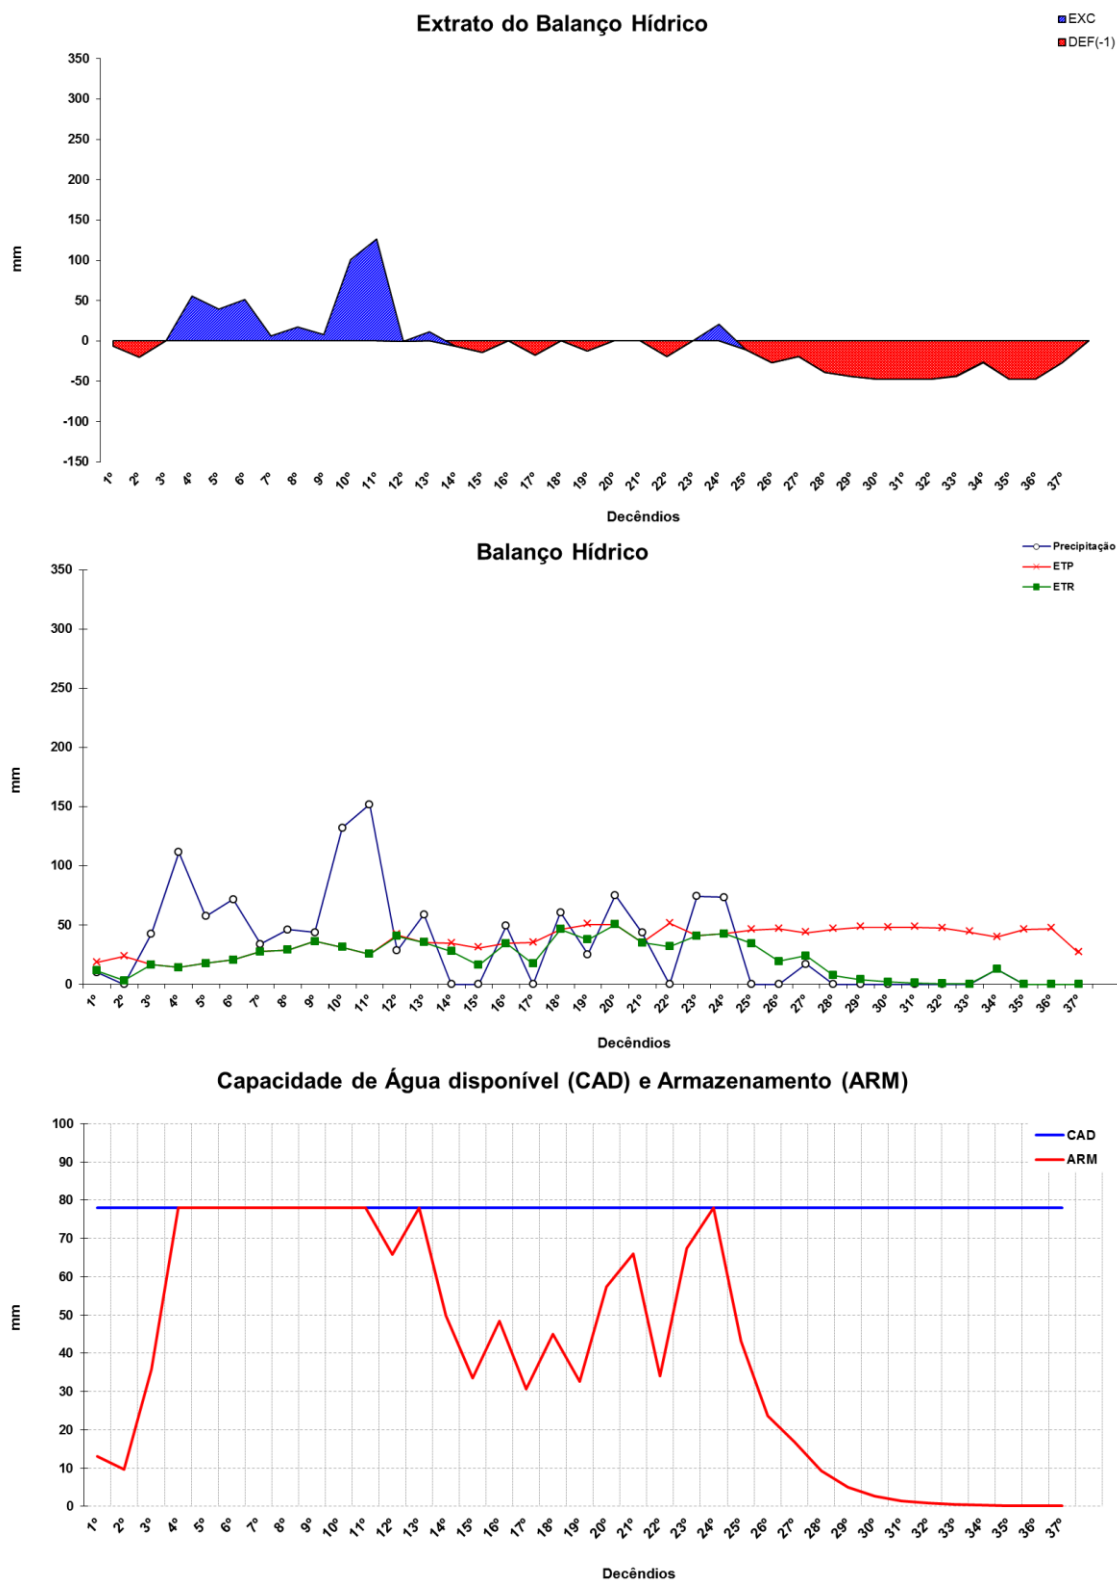 Extrato do Balanço Hídrico
EXC
DEF(-1)
350
300
250
200
150
100
50
0
-50
-100
-150
mm
1º 2º 3º 4º 5º 6º 7º 8º 9º 10º 11º 12º 13º 14º 15º 16º 17º 18º 19º 20º 21º 22º 23º 24º 25º 26º 27º 28º 29º 30º 31º 32º 33º 34º 35º 36º 37º
Decêndios
Balanço Hídrico
Precipitação
ETP
ETR
350
300
250
200
150
100
50
0
mm
1º 2º 3º 4º 5º 6º 7º 8º 9º 10º 11º 12º 13º 14º 15º 16º 17º 18º 19º 20º 21º 22º 23º 24º 25º 26º 27º 28º 29º 30º 31º 32º 33º 34º 35º 36º 37º
Decêndios
Capacidade de Água disponível (CAD) e Armazenamento (ARM)
CAD
ARM
100
90
80
70
60
50
40
30
20
10
0
mm
1º 2º 3º 4º 5º 6º 7º 8º 9º 10º 11º 12º 13º 14º 15º 16º 17º 18º 19º 20º 21º 22º 23º 24º 25º 26º 27º 28º 29º 30º 31º 32º 33º 34º 35º 36º 37º
Decêndios